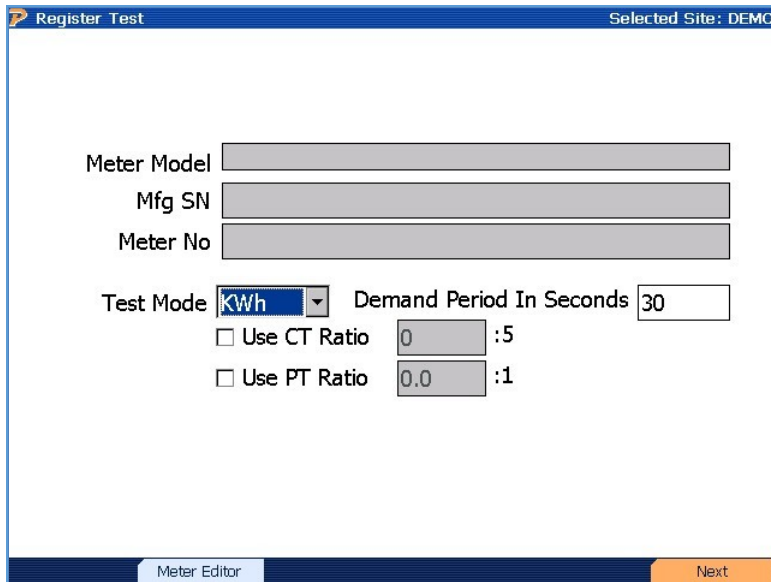 Register Test Selected Site: DEMO
Meter Model
Mfg SN
Meter No
Test Mode KWh Demand Period In Seconds 30
Use CT Ratio 0 :5
Use PT Ratio 0.0 :1
Meter Editor Next